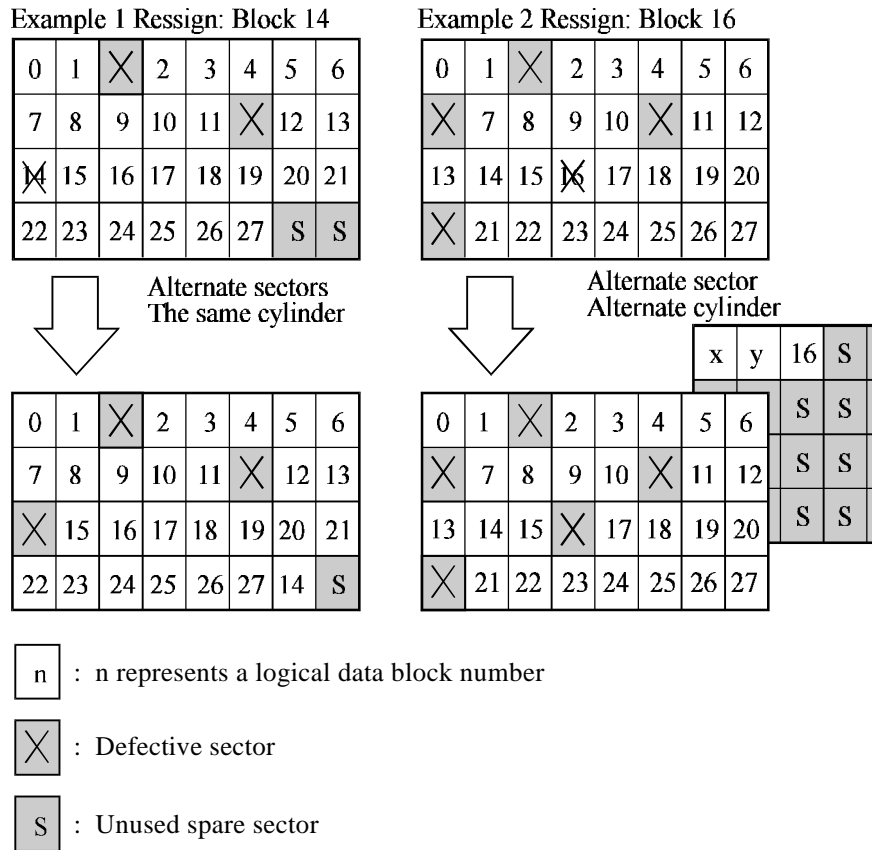 Example 1 Ressign: Block 14
0 1 X 2 3 4 5 6
7 8 9 10 11 X 12 13
14 15 16 17 18 19 20 21
22 23 24 25 26 27 S S
Alternate sectors
The same cylinder
0 1 X 2 3 4 5 6
7 8 9 10 11 X 12 13
X 15 16 17 18 19 20 21
22 23 24 25 26 27 14 S
Example 2 Ressign: Block 16
0 1 X 2 3 4 5 6
X 7 8 9 10 X 11 12
13 14 15 16 17 18 19 20
X 21 22 23 24 25 26 27
Alternate sector
Alternate cylinder
x y 16 S
S S
S S
S S
0 1 X 2 3 4 5 6
X 7 8 9 10 X 11 12
13 14 15 X 17 18 19 20
X 21 22 23 24 25 26 27
n : n represents a logical data block number
X : Defective sector
S : Unused spare sector